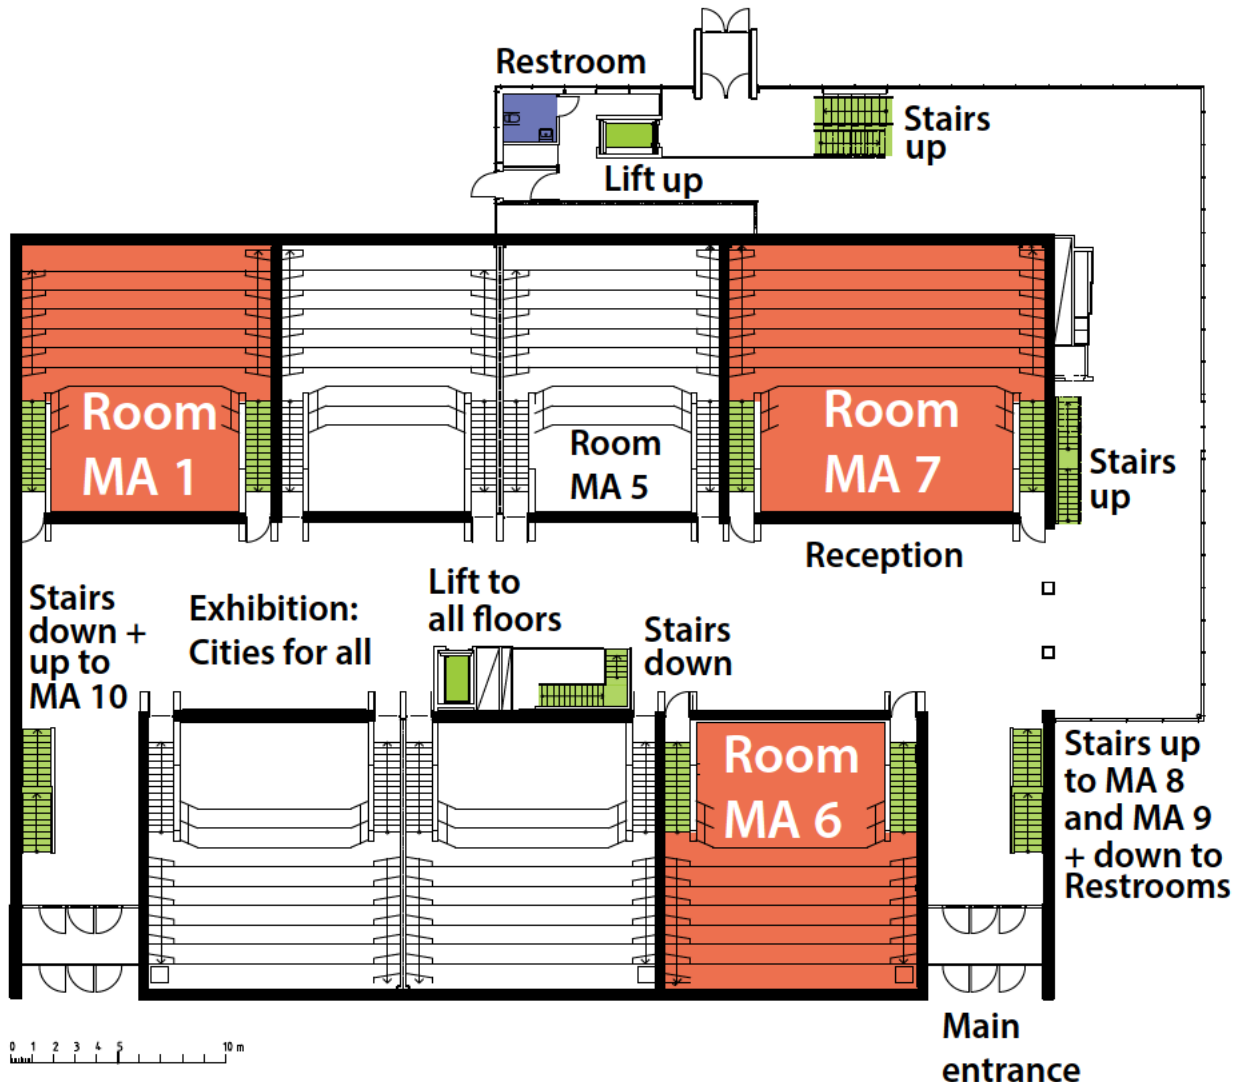 Restroom
Stairs
up
Lift up
Room
MA 1
Room
MA 5
Room
MA 7
Stairs
up
Reception
Stairs
down +
up to
MA 10
Exhibition:
Cities for all
Lift to
all floors
Stairs
down
Room
MA 6
Stairs up
to MA 8
and MA 9
+ down to
Restrooms
Main
entrance
0 1 2 3 4 5 10 m